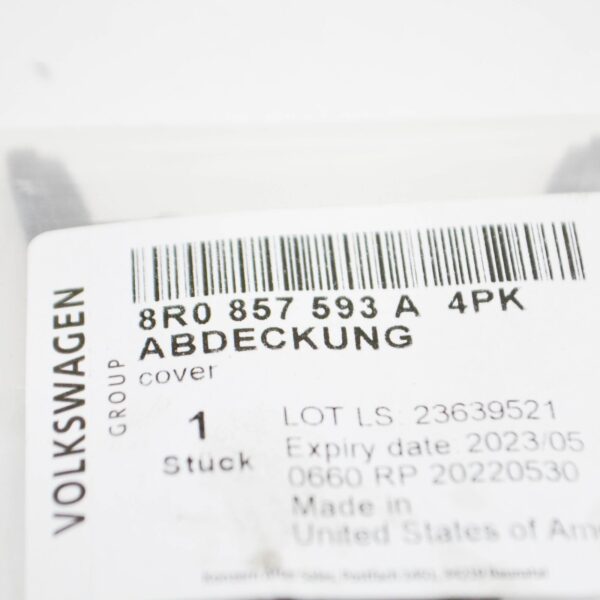 VOLKSWAGEN
GROUP
8R0 857 593 A 4PK
ABDECKUNG
cover
1
Stück
LOT LS: 23639521
Expiry date: 2023/05
0660 RP 20220530
Made in
United States of Ame